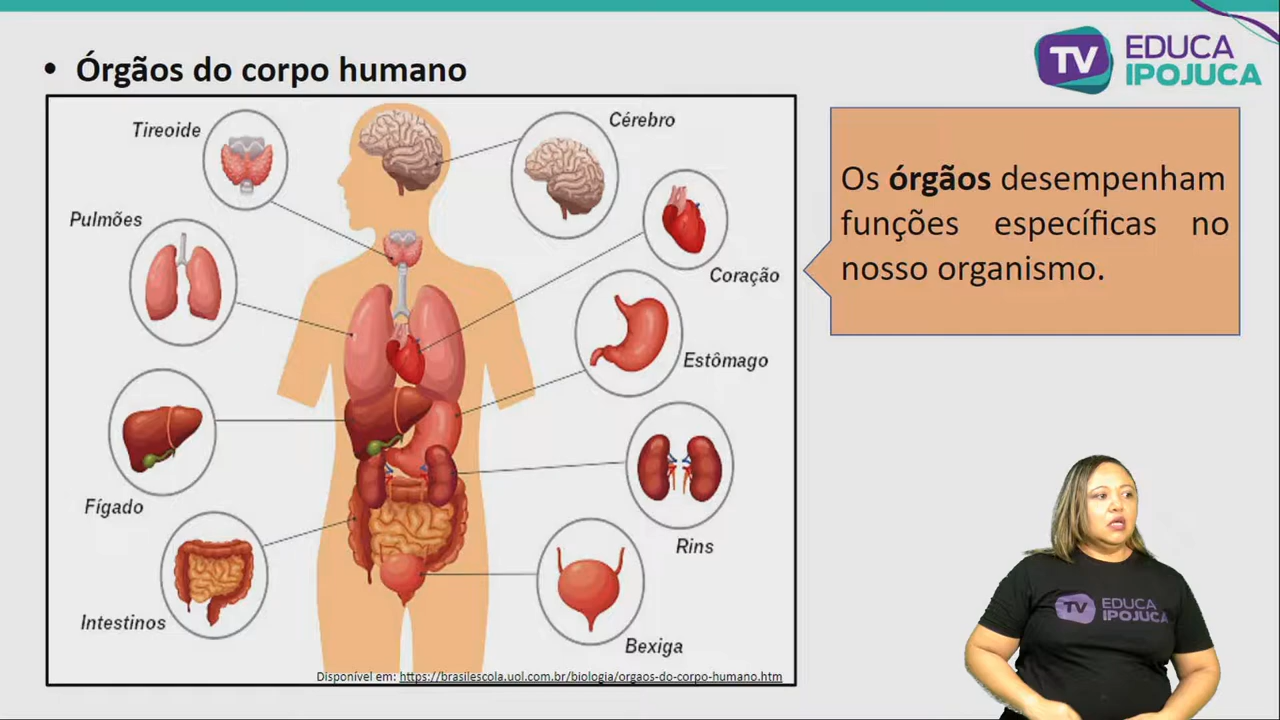 • Órgãos do corpo humano
TV EDUCA
IPOJUCA
Tireoide
Cérebro
Pulmões
Coração
Estômago
Fígado
Rins
Intestinos
Bexiga
Disponível em: https://brasilescola.uol.com.br/biologia/orgaos-do-corpo-humano.htm
Os órgãos desempenham
funções específicas no
nosso organismo.
TV EDUCA
IPOJUCA